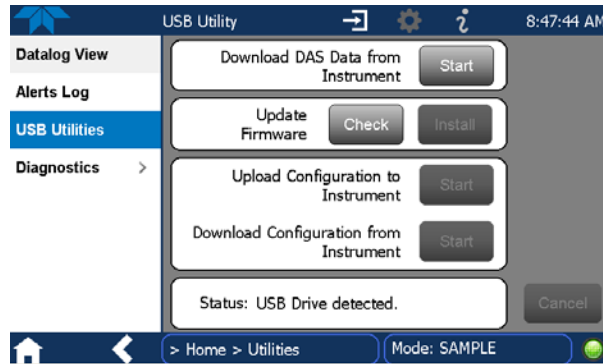 USB Utility
8:47:44 AM
Datalog View
Alerts Log
USB Utilities
Diagnostics >
Download DAS Data from
Instrument
Start
Update
Firmware
Check
Install
Upload Configuration to
Instrument
Start
Download Configuration from
Instrument
Start
Status: USB Drive detected.
Cancel
> Home > Utilities
Mode: SAMPLE